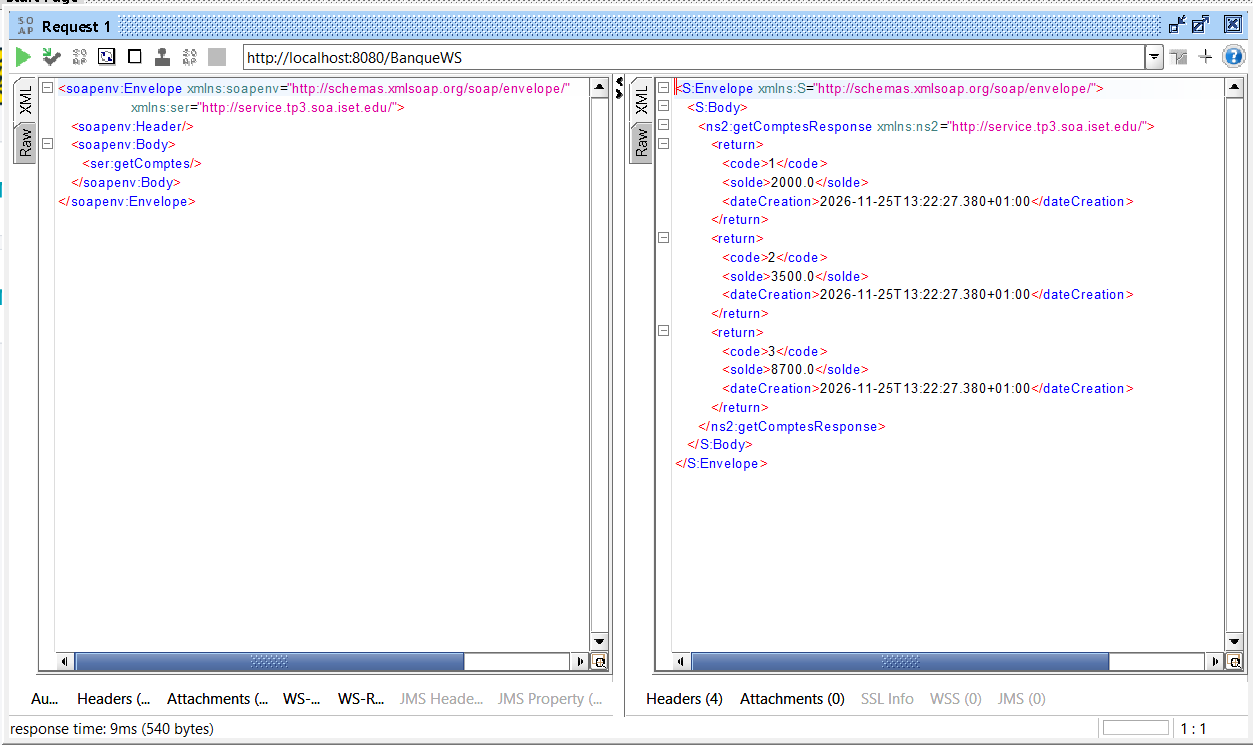 SO
AP
Request 1
http://localhost:8080/BanqueWS
XML
Raw
<soapenv:Envelope xmlns:soapenv="http://schemas.xmlsoap.org/soap/envelope/"
xmlns:ser="http://service.tp3.soa.iset.edu/">
<soapenv:Header/>
<soapenv:Body>
<ser:getComptes/>
</soapenv:Body>
</soapenv:Envelope>
XML
Raw
<S:Envelope xmlns:S="http://schemas.xmlsoap.org/soap/envelope/">
<S:Body>
<ns2:getComptesResponse xmlns:ns2="http://service.tp3.soa.iset.edu/">
<return>
<code>1</code>
<solde>2000.0</solde>
<dateCreation>2026-11-25T13:22:27.380+01:00</dateCreation>
</return>
<return>
<code>2</code>
<solde>3500.0</solde>
<dateCreation>2026-11-25T13:22:27.380+01:00</dateCreation>
</return>
<return>
<code>3</code>
<solde>8700.0</solde>
<dateCreation>2026-11-25T13:22:27.380+01:00</dateCreation>
</return>
</ns2:getComptesResponse>
</S:Body>
</S:Envelope>
Au... Headers (... Attachments (... WS-... WS-R... JMS Heade... JMS Property (...
Headers (4) Attachments (0) SSL Info WSS (0) JMS (0)
response time: 9ms (540 bytes)
1 : 1